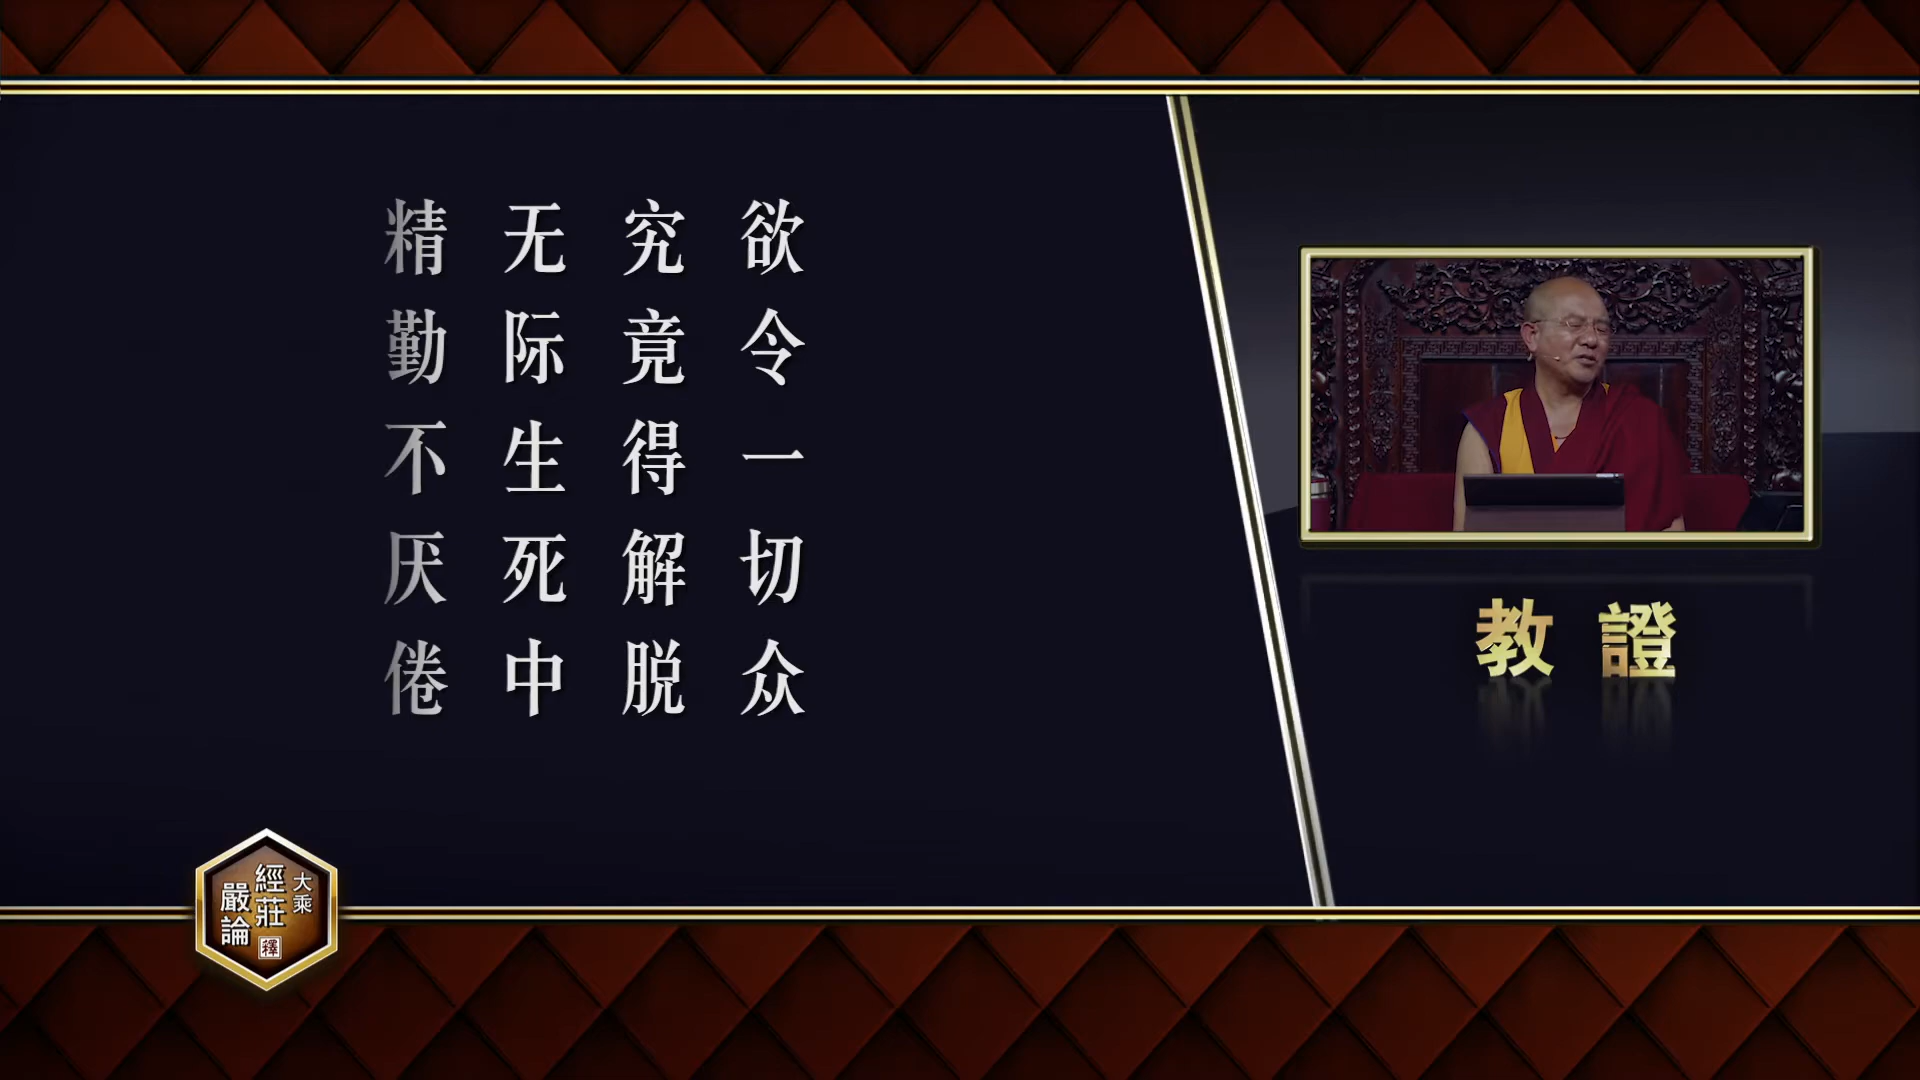 欲令一切众
究竟得解脱
无际生死中
精勤不厌倦
教證
大乘
經莊
嚴論
釋